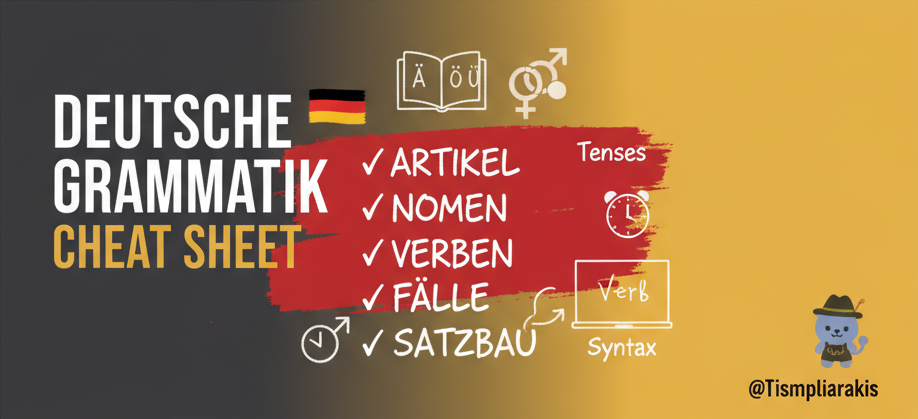 DEUTSCHE
GRAMMATIK
CHEAT SHEET
Ä ÖÜ
✓ ARTIKEL
✓ NOMEN
✓ VERBEN
✓ FÄLLE
✓ SATZBAU
Tenses
Verb
Syntax
@Tismpliarakis